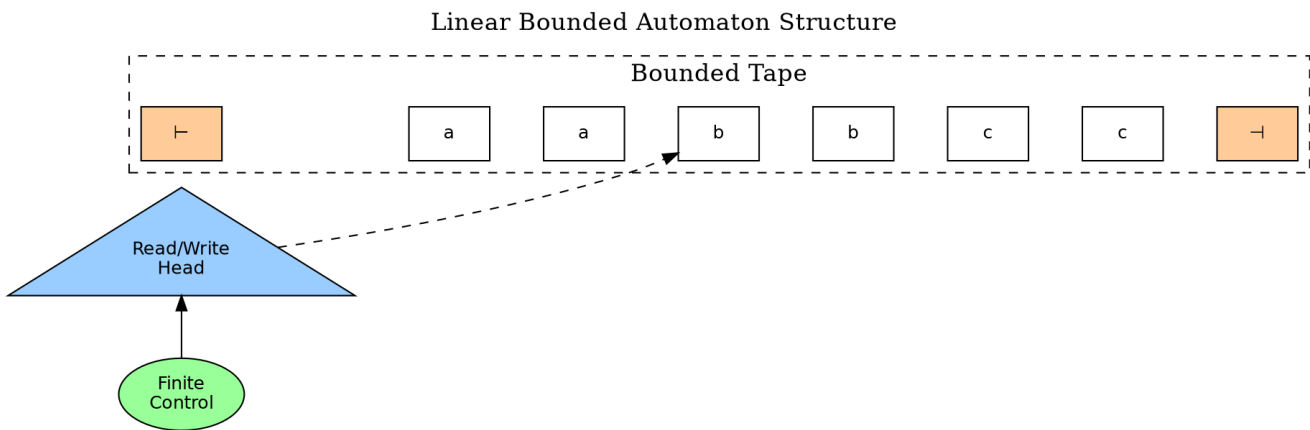 Linear Bounded Automaton Structure
Bounded Tape
⊢ a a b b c c ⊣
Read/Write
Head
Finite
Control